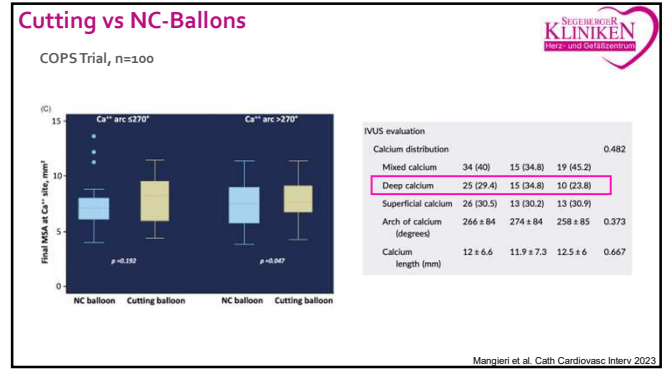 Cutting vs NC-Ballons
SEGEBERGER
KLINIKEN
Herz- und Gefäßzentrum
COPS Trial, n=100
(C)
Ca⁺⁺ arc ≤270°
Ca⁺⁺ arc >270°
Final MSA at Ca⁺⁺ site, mm²
15
10
5
0
p =0.192
p =0.047
NC balloon Cutting balloon NC balloon Cutting balloon
IVUS evaluation
Calcium distribution 0.482
Mixed calcium 34 (40) 15 (34.8) 19 (45.2)
Deep calcium 25 (29.4) 15 (34.8) 10 (23.8)
Superficial calcium 26 (30.5) 13 (30.2) 13 (30.9)
Arch of calcium 266 ± 84 274 ± 84 258 ± 85 0.373
(degrees)
Calcium 12 ± 6.6 11.9 ± 7.3 12.5 ± 6 0.667
length (mm)
Mangieri et al. Cath Cardiovasc Interv 2023